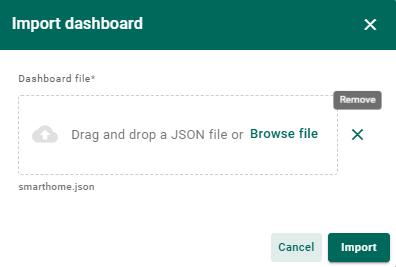 Import dashboard
Dashboard file*
Remove
Drag and drop a JSON file or Browse file
smarthome.json
Cancel
Import